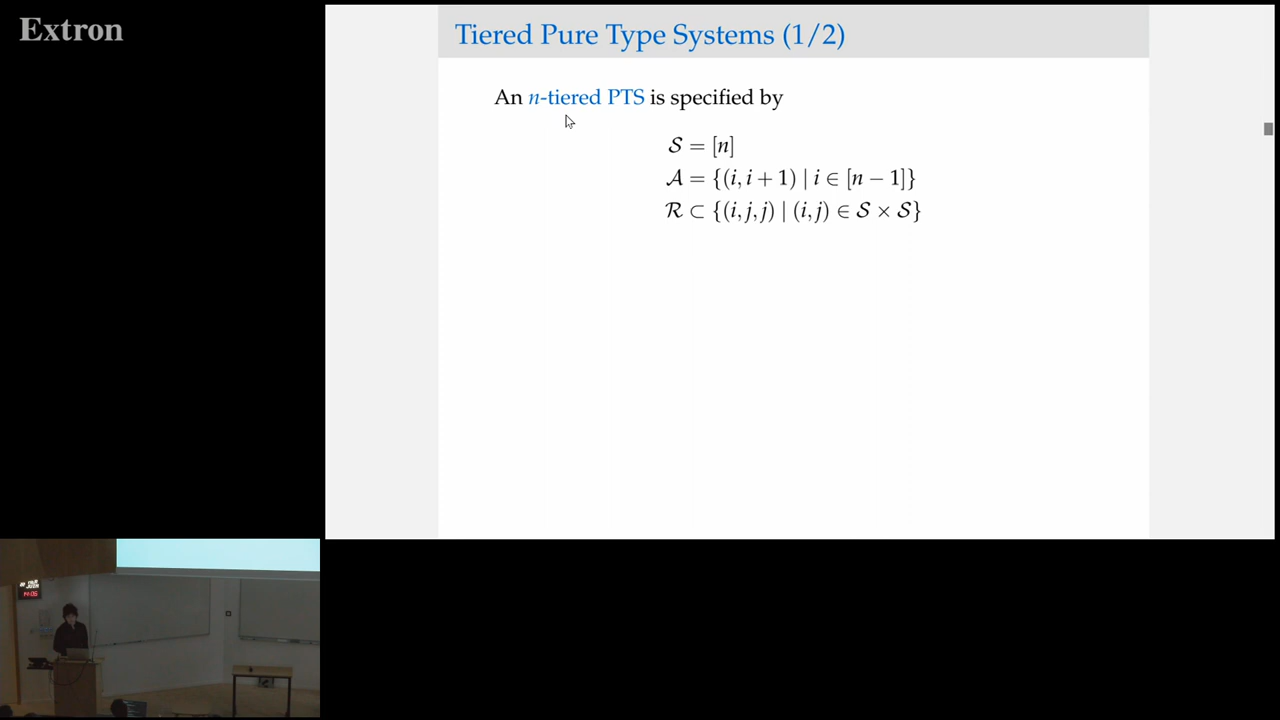 Extron
Tiered Pure Type Systems (1/2)
An n-tiered PTS is specified by
𝒮 = [n]
𝒜 = {(i, i + 1) | i ∈ [n − 1]}
ℛ ⊂ {(i, j, j) | (i, j) ∈ 𝒮 × 𝒮}